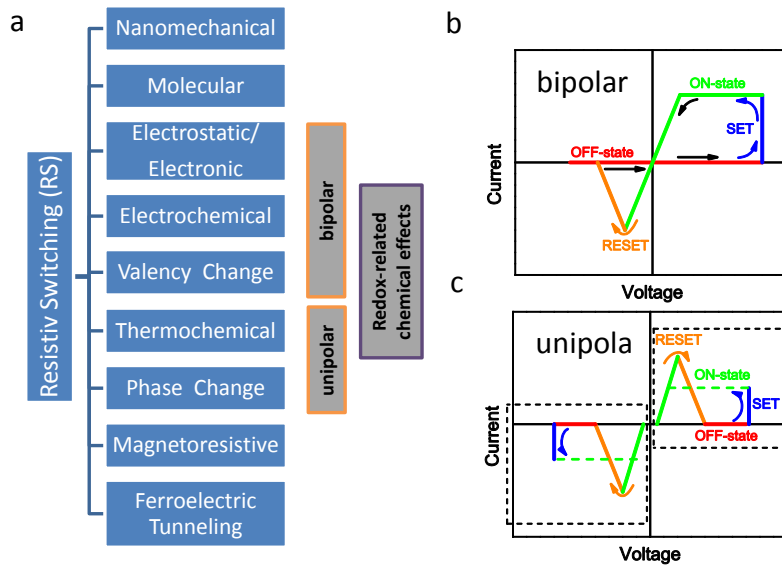 a
Resistiv Switching (RS)
Nanomechanical
Molecular
Electrostatic/
Electronic
Electrochemical
Valency Change
Thermochemical
Phase Change
Magnetoresistive
Ferroelectric
Tunneling
bipolar
unipolar
Redox-related
chemical effects
b
bipolar
ON-state
SET
OFF-state
RESET
Current
Voltage
c
unipola
RESET
ON-state
SET
OFF-state
Current
Voltage